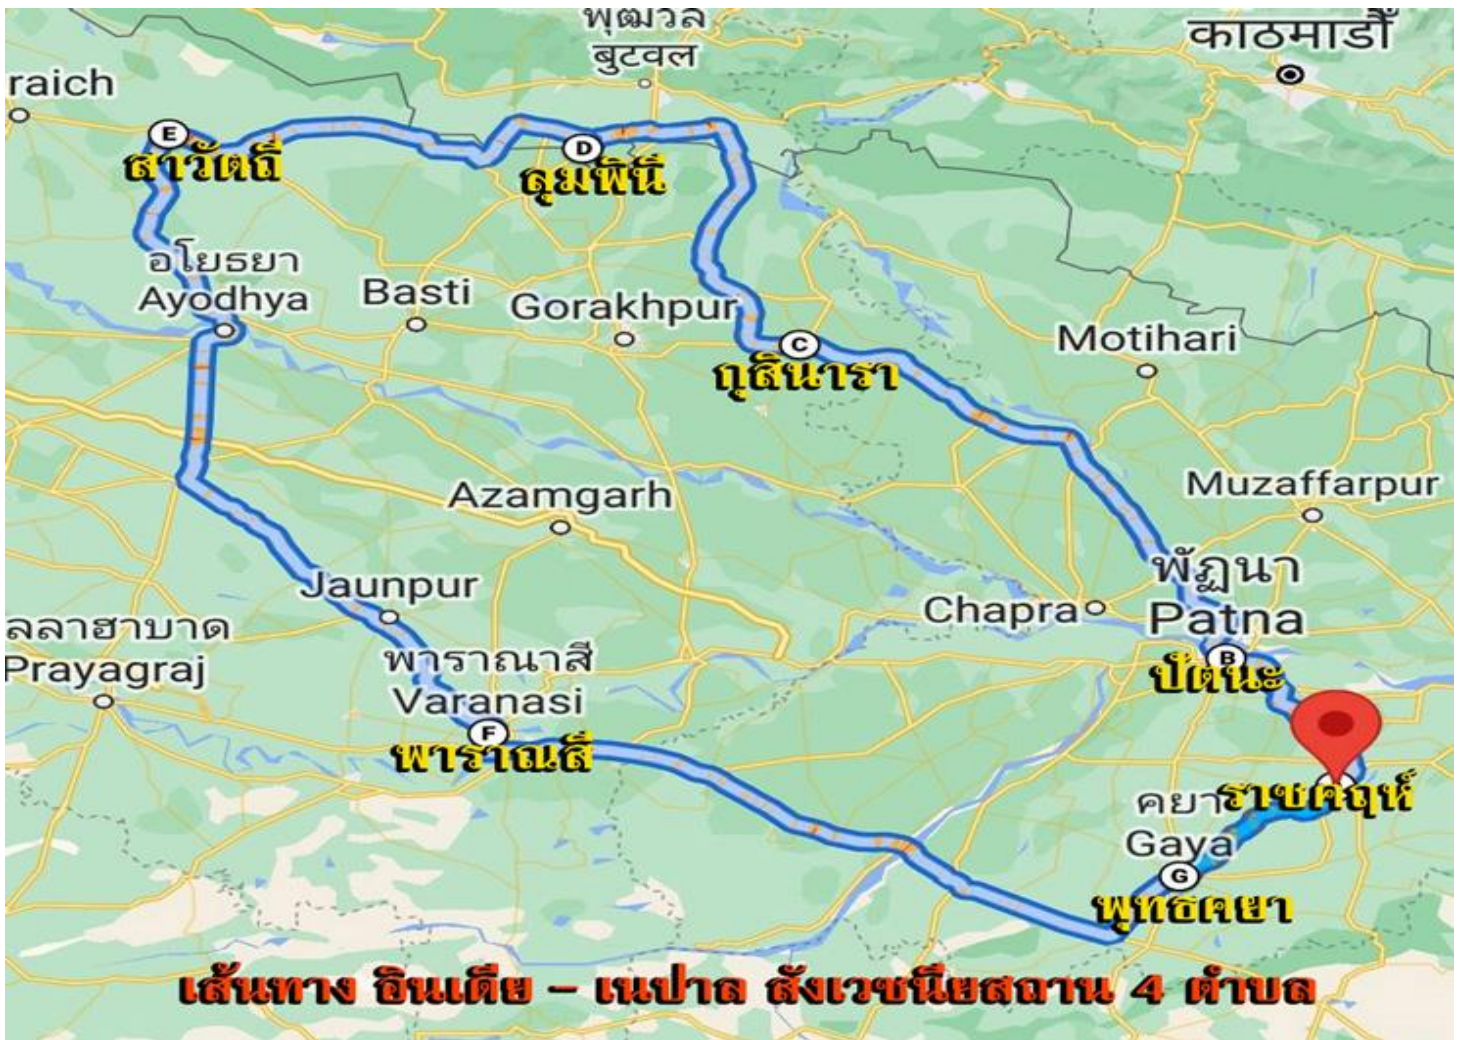 พุฒวล
बुटवल
काठमाडौँ
raich
E
สาวัตถี
D
ลุมพินี
อโยธยา
Ayodhya
Basti
Gorakhpur
C
กุสินารา
Motihari
Azamgarh
Muzaffarpur
Jaunpur
พัฏนา
Patna
Chapra
B
ปัตนะ
ลลาฮาบาด
Prayagraj
พาราณาสี
Varanasi
F
พาราณสี
คยา
Gaya
ราชคฤห์
G
พุทธคยา
เส้นทาง อินเดีย – เนปาล สังเวชนียสถาน 4 ตำบล